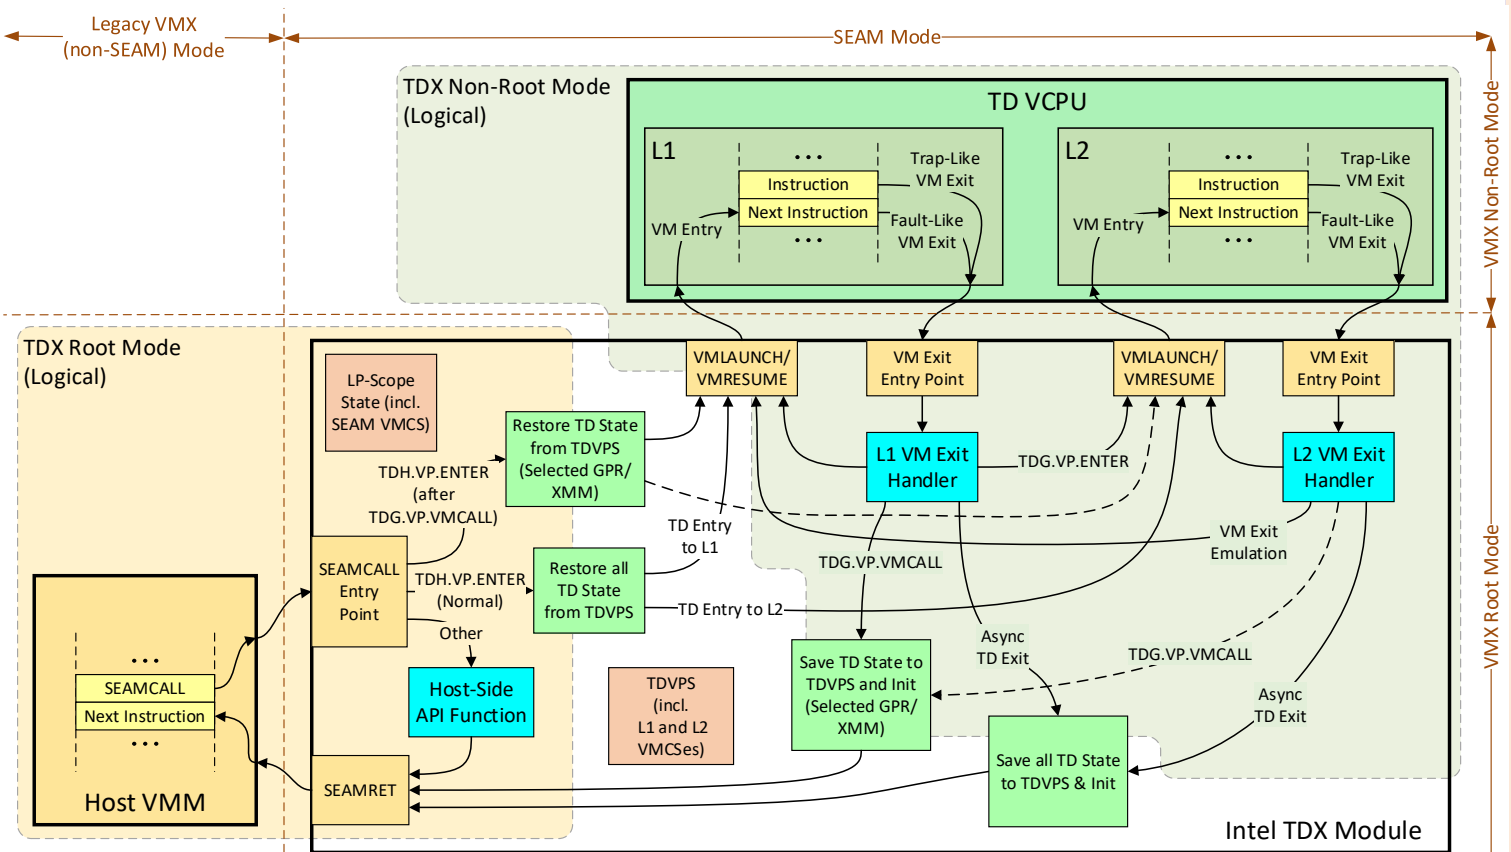 Legacy VMX
(non-SEAM) Mode
SEAM Mode
VMX Non-Root Mode
VMX Root Mode
TDX Non-Root Mode
(Logical)
TD VCPU
L1
...
Instruction
Next Instruction
...
Trap-Like
VM Exit
Fault-Like
VM Exit
VM Entry
L2
...
Instruction
Next Instruction
...
Trap-Like
VM Exit
Fault-Like
VM Exit
VM Entry
TDX Root Mode
(Logical)
LP-Scope
State (incl.
SEAM VMCS)
VMLAUNCH/
VMRESUME
VM Exit
Entry Point
VMLAUNCH/
VMRESUME
VM Exit
Entry Point
Restore TD State
from TDVPS
(Selected GPR/
XMM)
TDH.VP.ENTER
(after
TDG.VP.VMCALL)
L1 VM Exit
Handler
TDG.VP.ENTER
L2 VM Exit
Handler
TD Entry
to L1
VM Exit
Emulation
SEAMCALL
Entry
Point
TDH.VP.ENTER
(Normal)
Restore all
TD State
from TDVPS
TDG.VP.VMCALL
TD Entry to L2
Other
Async
TD Exit
TDG.VP.VMCALL
Async
TD Exit
...
SEAMCALL
Next Instruction
...
Host VMM
Host-Side
API Function
TDVPS
(incl.
L1 and L2
VMCSes)
Save TD State to
TDVPS and Init
(Selected GPR/
XMM)
Save all TD State
to TDVPS & Init
SEAMRET
Intel TDX Module